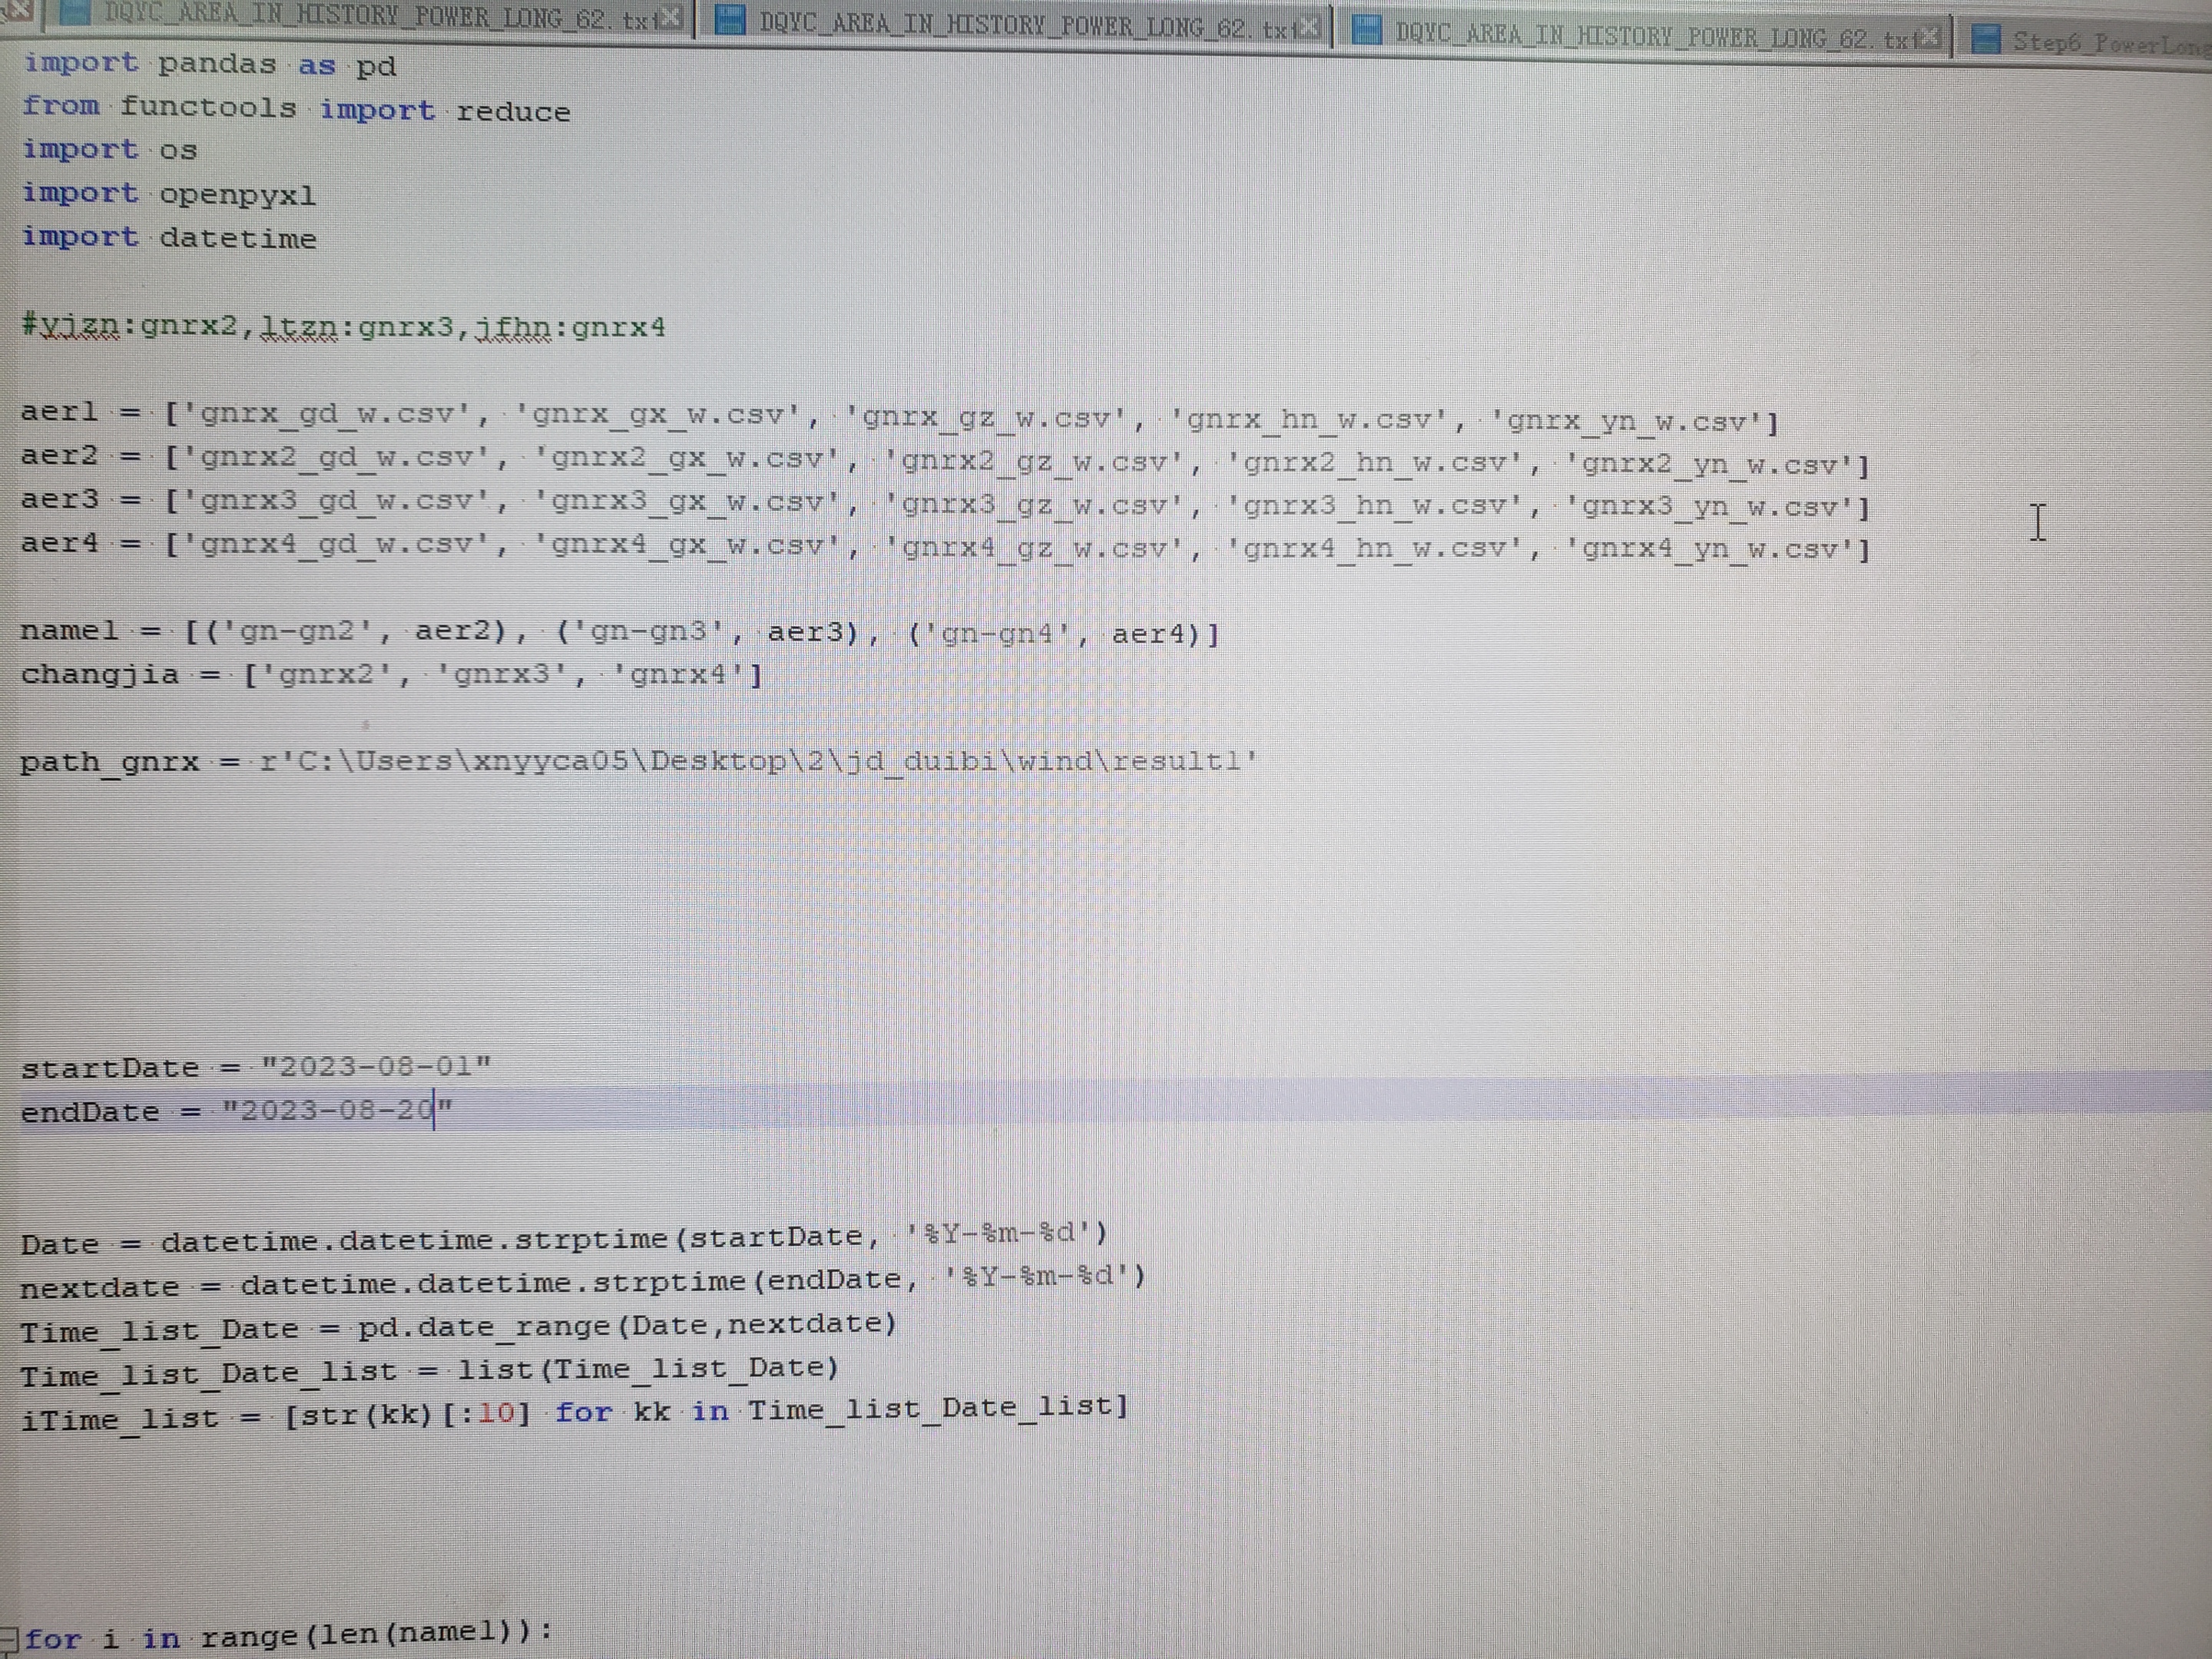 DQYC_AREA_IN_HISTORY_POWER_LONG_62.txt DQYC_AREA_IN_HISTORY_POWER_LONG_62.txt DQYC_AREA_IN_HISTORY_POWER_LONG_62.txt Step6_PowerLong
import pandas as pd
from functools import reduce
import os
import openpyxl
import datetime
#yjzn:gnrx2,ltzn:gnrx3,jfhn:gnrx4
aer1 = ['gnrx_gd_w.csv', 'gnrx_gx_w.csv', 'gnrx_gz_w.csv', 'gnrx_hn_w.csv', 'gnrx_yn_w.csv']
aer2 = ['gnrx2_gd_w.csv', 'gnrx2_gx_w.csv', 'gnrx2_gz_w.csv', 'gnrx2_hn_w.csv', 'gnrx2_yn_w.csv']
aer3 = ['gnrx3_gd_w.csv', 'gnrx3_gx_w.csv', 'gnrx3_gz_w.csv', 'gnrx3_hn_w.csv', 'gnrx3_yn_w.csv']
aer4 = ['gnrx4_gd_w.csv', 'gnrx4_gx_w.csv', 'gnrx4_gz_w.csv', 'gnrx4_hn_w.csv', 'gnrx4_yn_w.csv']
name1 = [('gn-gn2', aer2), ('gn-gn3', aer3), ('gn-gn4', aer4)]
changjia = ['gnrx2', 'gnrx3', 'gnrx4']
path_gnrx = r'C:\Users\xnyyca05\Desktop\2\jd_duibi\wind\result1'
startDate = "2023-08-01"
endDate = "2023-08-20"
Date = datetime.datetime.strptime(startDate, '%Y-%m-%d')
nextdate = datetime.datetime.strptime(endDate, '%Y-%m-%d')
Time_list_Date = pd.date_range(Date,nextdate)
Time_list_Date_list = list(Time_list_Date)
iTime_list = [str(kk)[:10] for kk in Time_list_Date_list]
for i in range(len(name1)):